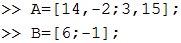 >> A=[14,-2;3,15];
>> B=[6;-1];